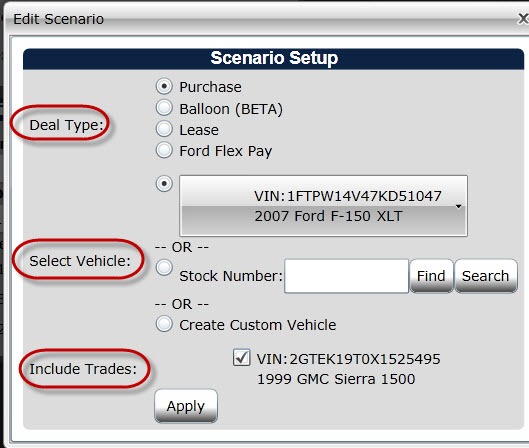 Edit Scenario
Scenario Setup
Deal Type:
Purchase
Balloon (BETA)
Lease
Ford Flex Pay
Select Vehicle:
VIN:1FTPW14V47KD51047
2007 Ford F-150 XLT
-- OR --
Stock Number: Find Search
-- OR --
Create Custom Vehicle
Include Trades:
VIN:2GTEK19T0X1525495
1999 GMC Sierra 1500
Apply